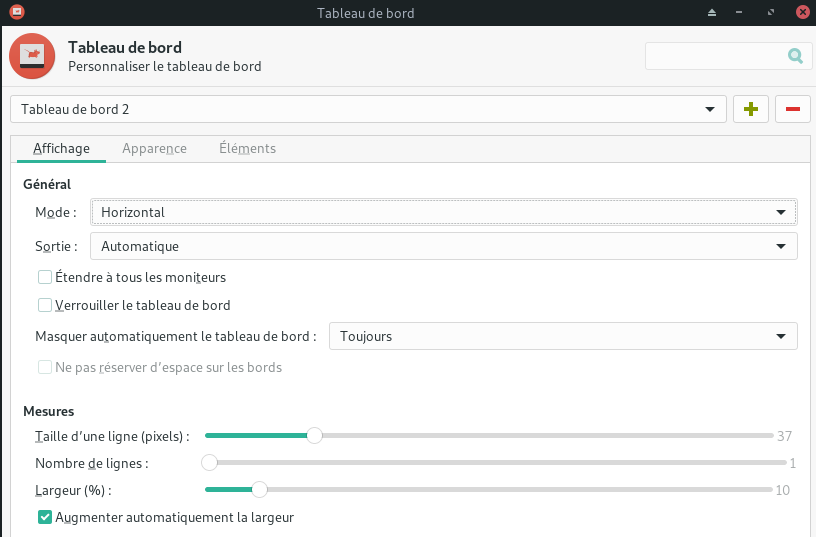 Tableau de bord
Tableau de bord
Personnaliser le tableau de bord
Tableau de bord 2
Affichage Apparence Éléments
Général
Mode : Horizontal
Sortie : Automatique
Étendre à tous les moniteurs
Verrouiller le tableau de bord
Masquer automatiquement le tableau de bord : Toujours
Ne pas réserver d’espace sur les bords
Mesures
Taille d’une ligne (pixels) : 37
Nombre de lignes : 1
Largeur (%) : 10
Augmenter automatiquement la largeur